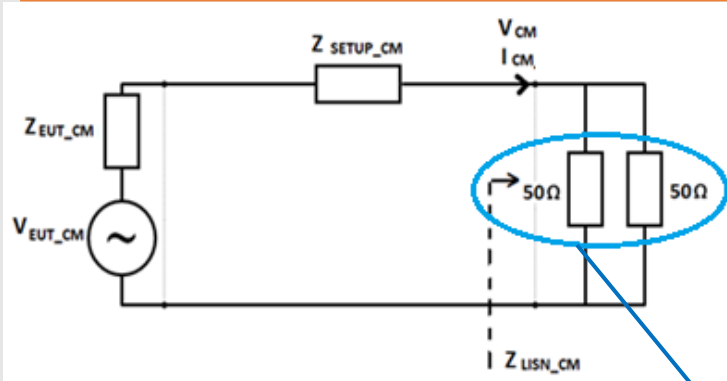 V CM
Z SETUP_CM
I CM
Z EUT_CM
50Ω
50Ω
V EUT_CM
~
Z LISN_CM